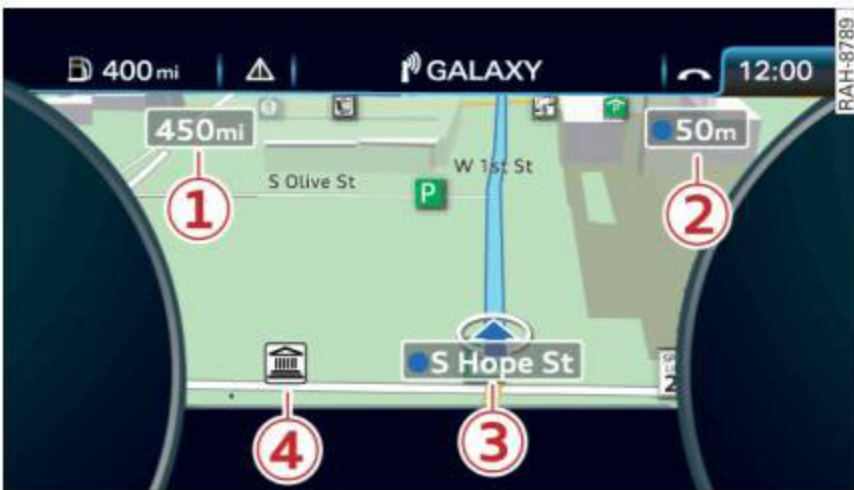 400 mi GALAXY 12:00
RAH-8789
450mi
50m
1
2
W 1st St
S Olive St
P
S Hope St
4
3